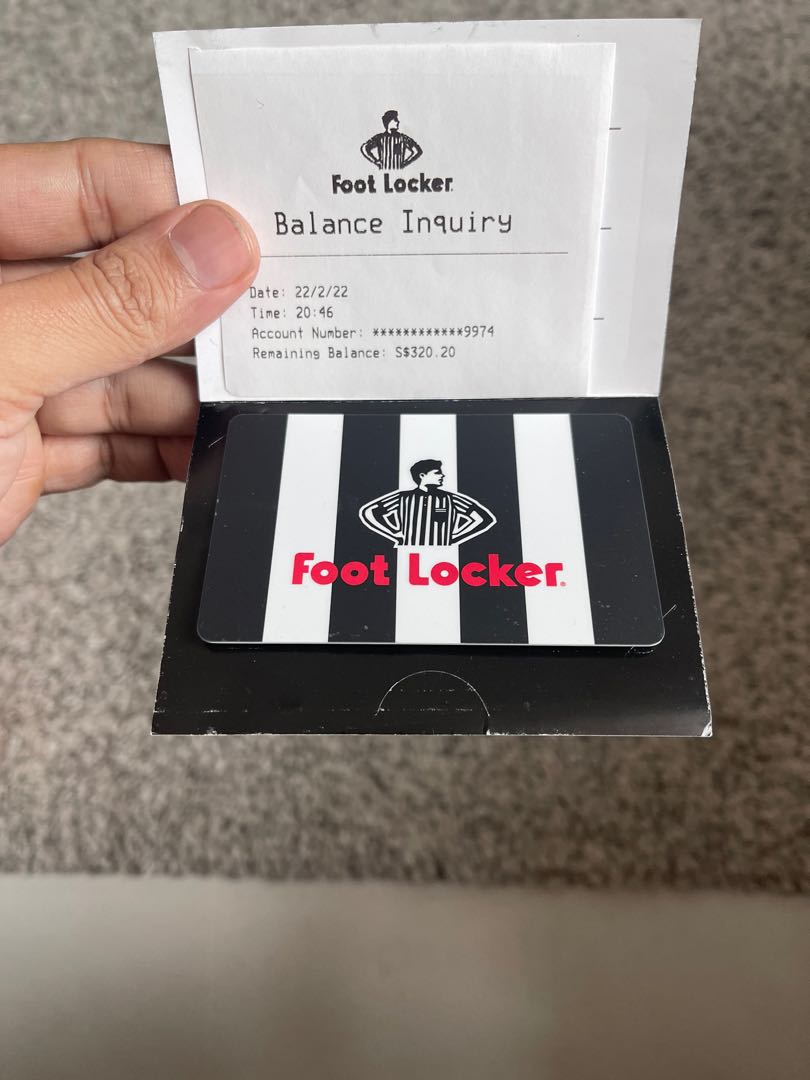 Foot Locker.
Balance Inquiry
Date: 22/2/22
Time: 20:46
Account Number: ************9974
Remaining Balance: S$320.20
Foot Locker®